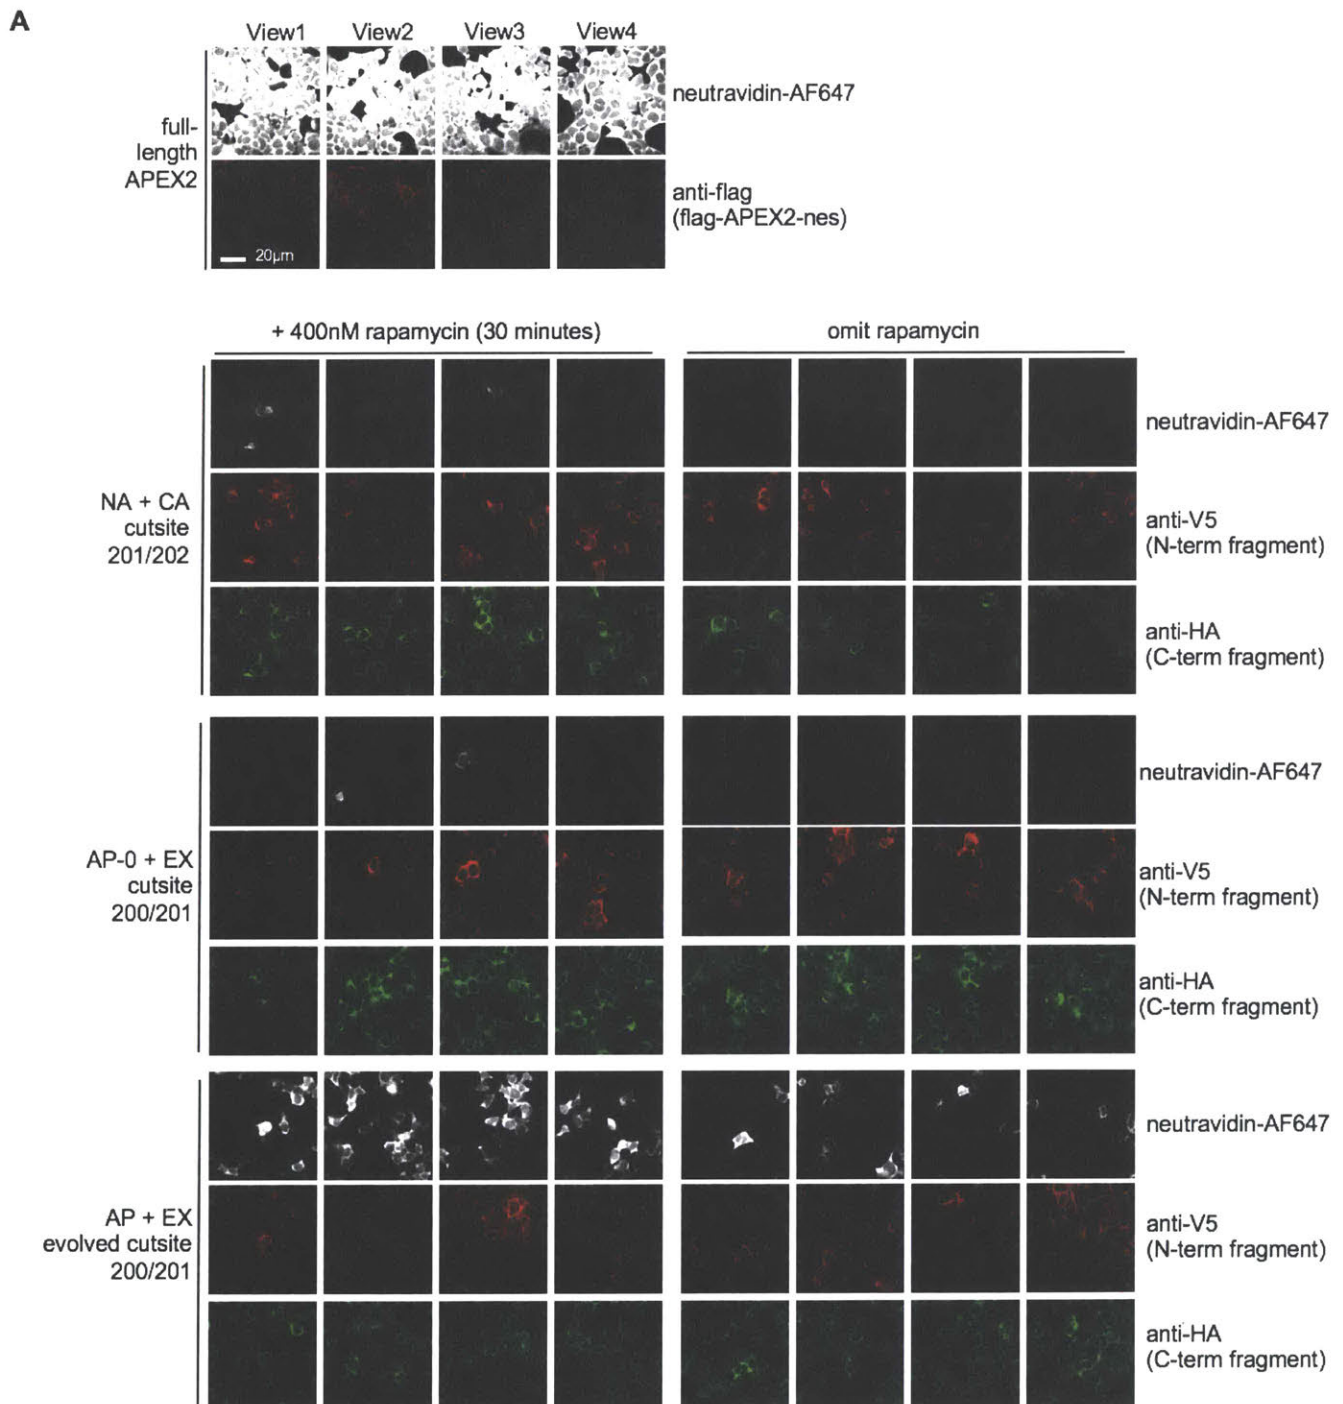 A
View1 View2 View3 View4
full-
length
APEX2
neutravidin-AF647
anti-flag
(flag-APEX2-nes)
20µm
+ 400nM rapamycin (30 minutes)
omit rapamycin
NA + CA
cutsite
201/202
neutravidin-AF647
anti-V5
(N-term fragment)
anti-HA
(C-term fragment)
AP-0 + EX
cutsite
200/201
neutravidin-AF647
anti-V5
(N-term fragment)
anti-HA
(C-term fragment)
AP + EX
evolved cutsite
200/201
neutravidin-AF647
anti-V5
(N-term fragment)
anti-HA
(C-term fragment)